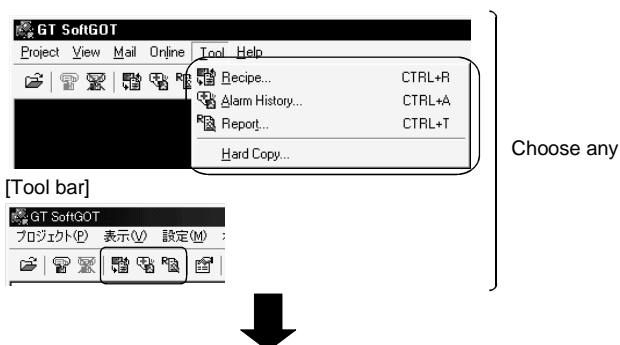 GT SoftGOT
Project View Mail Online Tool Help
Recipe... CTRL+R
Alarm History... CTRL+A
Report... CTRL+T
Hard Copy...
Choose any
[Tool bar]
GT SoftGOT
プロジェクト(P) 表示(V) 設定(M)